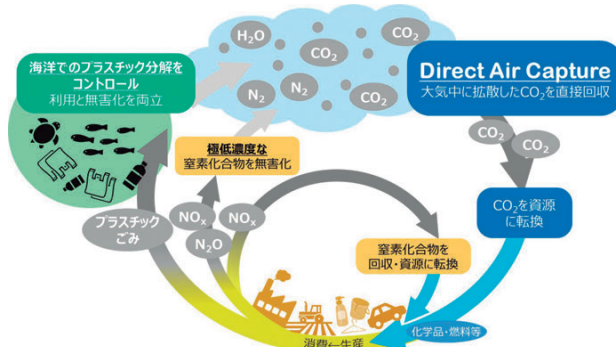 海洋でのプラスチック分解を
コントロール
利用と無害化を両立
H₂O
CO₂
CO₂
N₂
N₂
CO₂
Direct Air Capture
大気中に拡散したCO₂を直接回収
CO₂
CO₂
極低濃度な
窒素化合物を無害化
CO₂を資源
に転換
プラスチック
ごみ
NOₓ
NOₓ
N₂O
窒素化合物を
回収・資源に転換
化学品・燃料等
消費←生産